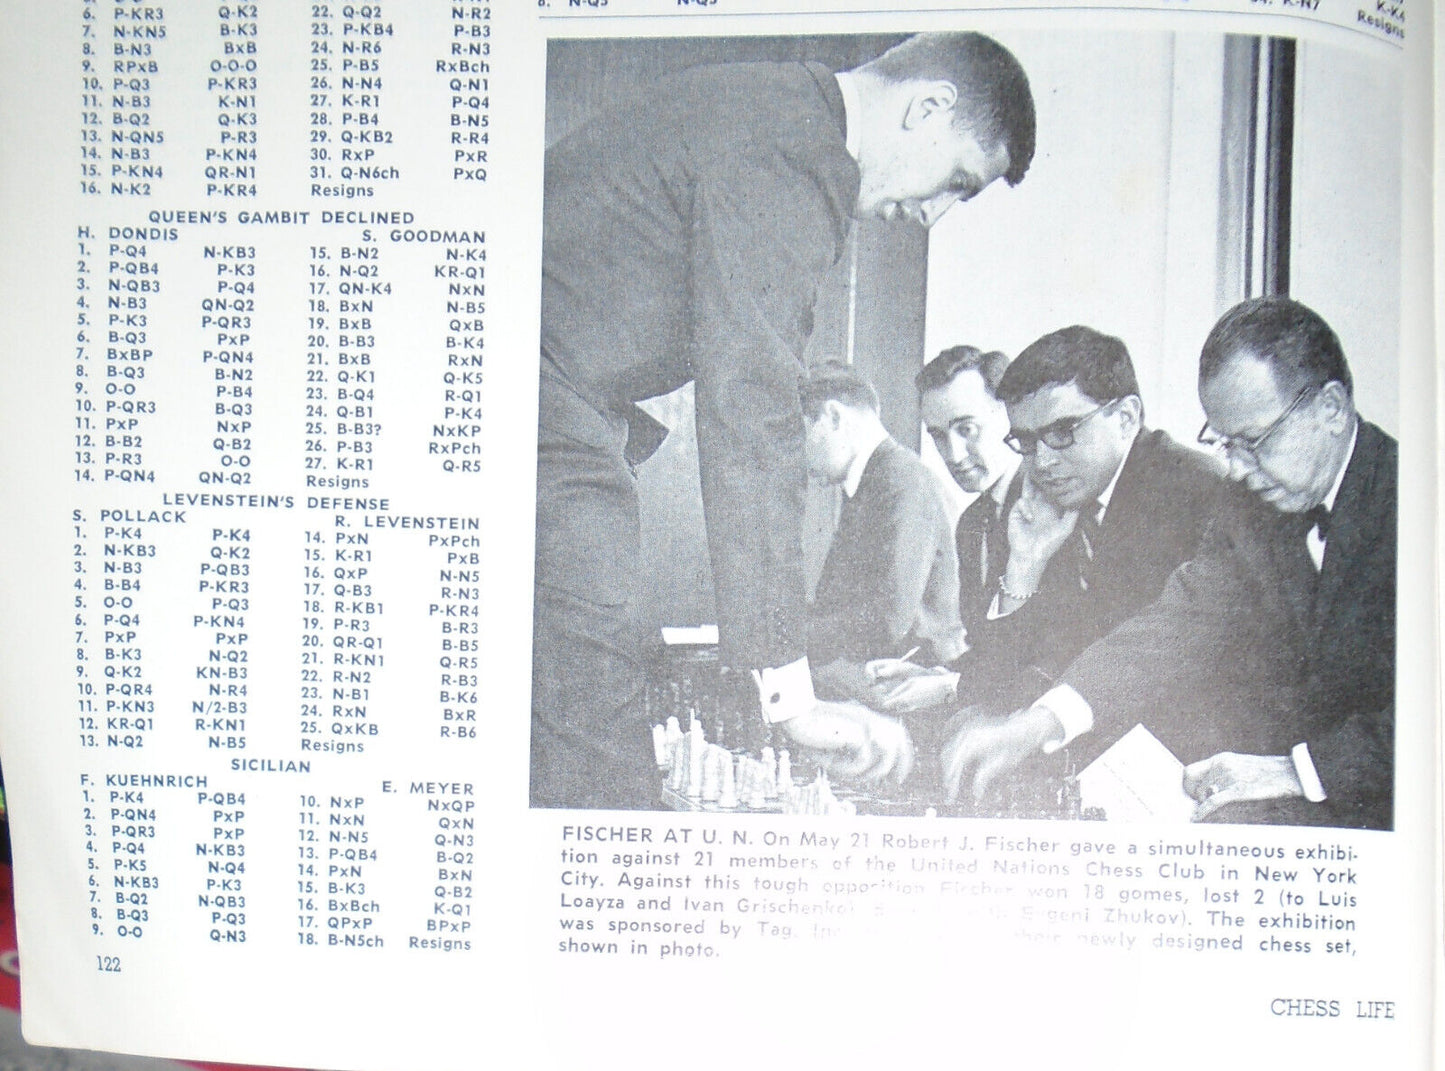 6. P-KR3 Q-K2
7. N-KN5 B-K3
8. B-N3 BxB
9. RPxB O-O-O
10. P-Q3 P-KR3
11. N-B3 K-N1
12. B-Q2 Q-K3
13. N-QN5 P-R3
14. N-B3 P-KN4
15. P-KN4 QR-N1
16. N-K2 P-KR4
22. Q-Q2 N-R2
23. P-KB4 P-B3
24. N-R6 R-N3
25. P-B5 RxBch
26. N-N4 Q-N1
27. K-R1 P-Q4
28. P-B4 B-N5
29. Q-KB2 R-R4
30. RxP PxR
31. Q-N6ch PxQ
Resigns
QUEEN'S GAMBIT DECLINED
H. DONDIS S. GOODMAN
1. P-Q4 N-KB3
2. P-QB4 P-K3
3. N-QB3 P-Q4
4. N-B3 QN-Q2
5. P-K3 P-QR3
6. B-Q3 PxP
7. BxBP P-QN4
8. B-Q3 B-N2
9. O-O P-B4
10. P-QR3 B-Q3
11. PxP NxP
12. B-B2 Q-B2
13. P-R3 O-O
14. P-QN4 QN-Q2
15. B-N2 N-K4
16. N-Q2 KR-Q1
17. QN-K4 NxN
18. BxN N-B5
19. BxB QxB
20. B-B3 B-K4
21. BxB RxN
22. Q-K1 Q-K5
23. B-Q4 R-Q1
24. Q-B1 P-K4
25. B-B3? NxKP
26. P-B3 RxPch
27. K-R1 Q-R5
Resigns
LEVENSTEIN'S DEFENSE
S. POLLACK R. LEVENSTEIN
1. P-K4 P-K4
2. N-KB3 Q-K2
3. N-B3 P-QB3
4. B-B4 P-KR3
5. O-O P-Q3
6. P-Q4 P-KN4
7. PxP PxP
8. B-K3 N-Q2
9. Q-K2 KN-B3
10. P-QR4 N-R4
11. P-KN3 N/2-B3
12. KR-Q1 R-KN1
13. N-Q2 N-B5
14. PxN PxPch
15. K-R1 PxB
16. QxP N-N5
17. Q-B3 R-N3
18. R-KB1 P-KR4
19. P-R3 B-R3
20. QR-Q1 B-B5
21. R-KN1 Q-R5
22. R-N2 R-B3
23. N-B1 B-K6
24. RxN BxR
25. QxKB R-B6
Resigns
SICILIAN
F. KUEHNRICH E. MEYER
1. P-K4 P-QB4
2. P-QN4 PxP
3. P-QR3 PxP
4. P-Q4 N-KB3
5. P-K5 N-Q4
6. N-KB3 P-K3
7. B-Q2 N-QB3
8. B-Q3 P-Q3
9. O-O Q-N3
10. NxP NxQP
11. NxN QxN
12. N-N5 Q-N3
13. P-QB4 B-Q2
14. PxN BxN
15. B-K3 Q-B2
16. BxBch K-Q1
17. QPxP BPxP
18. B-N5ch Resigns
122
K-N7
K-K4
Resigns
FISCHER AT U. N. On May 21 Robert J. Fischer gave a simultaneous exhibi-
tion against 21 members of the United Nations Chess Club in New York
City. Against this tough opposition Fischer won 18 games, lost 2 (to Luis
Loayza and Ivan Grischenko) Evgeni Zhukov). The exhibition
was sponsored by Tag, their newly designed chess set,
shown in photo.
CHESS LIFE